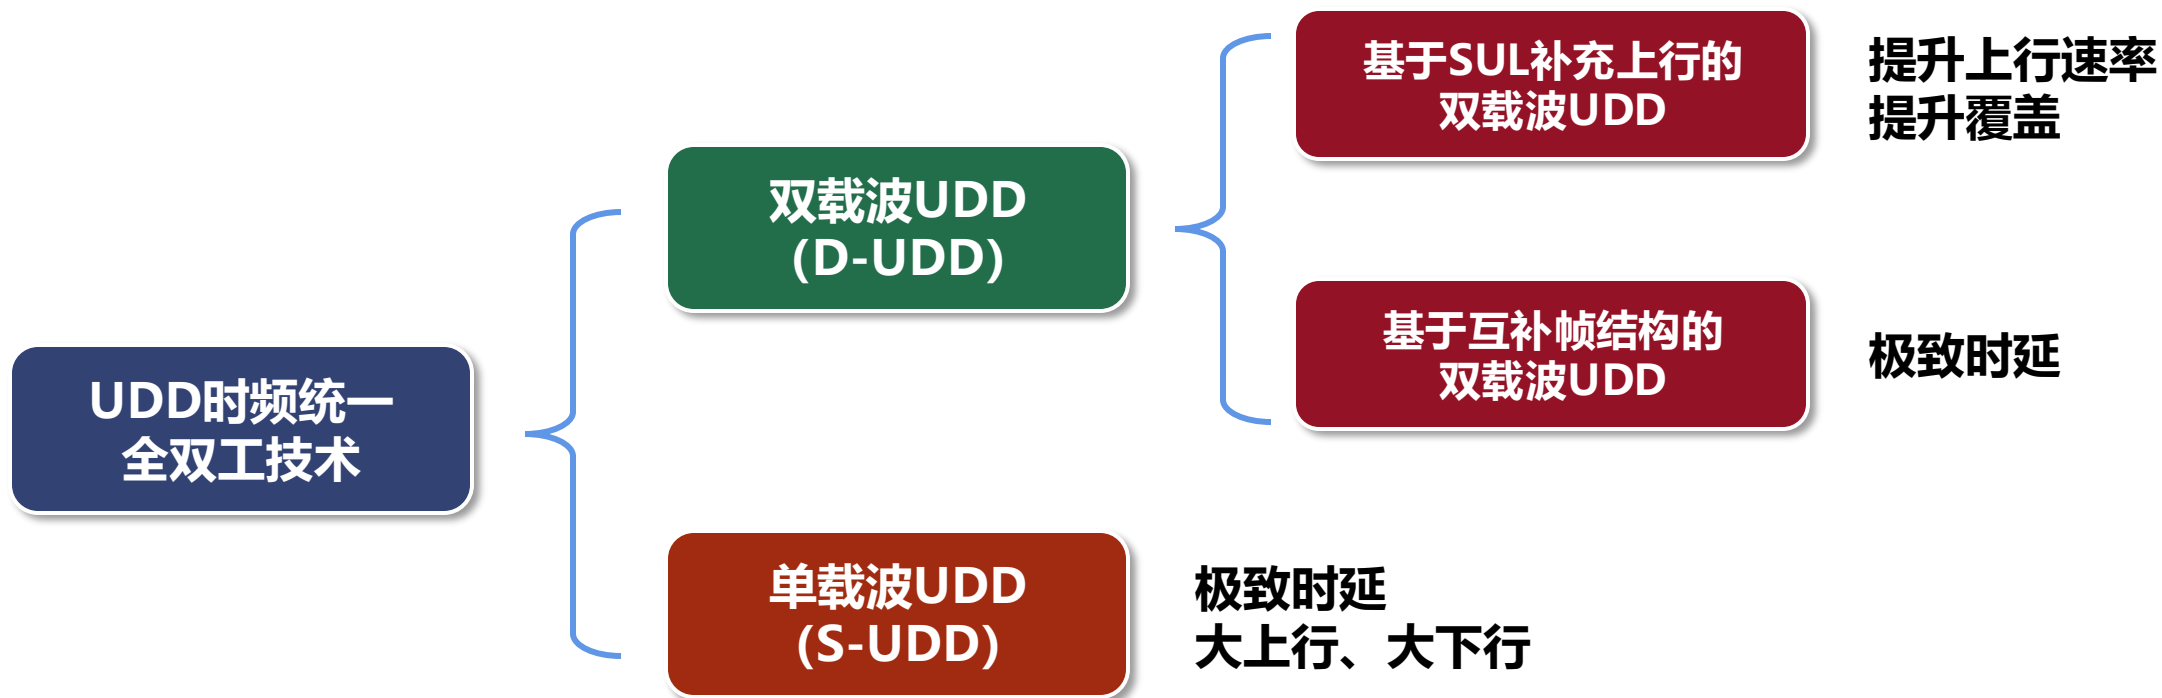 基于SUL补充上行的
双载波UDD
提升上行速率
提升覆盖
双载波UDD
（D-UDD）
基于互补帧结构的
双载波UDD
极致时延
UDD时频统一
全双工技术
单载波UDD
（S-UDD）
极致时延
大上行、大下行